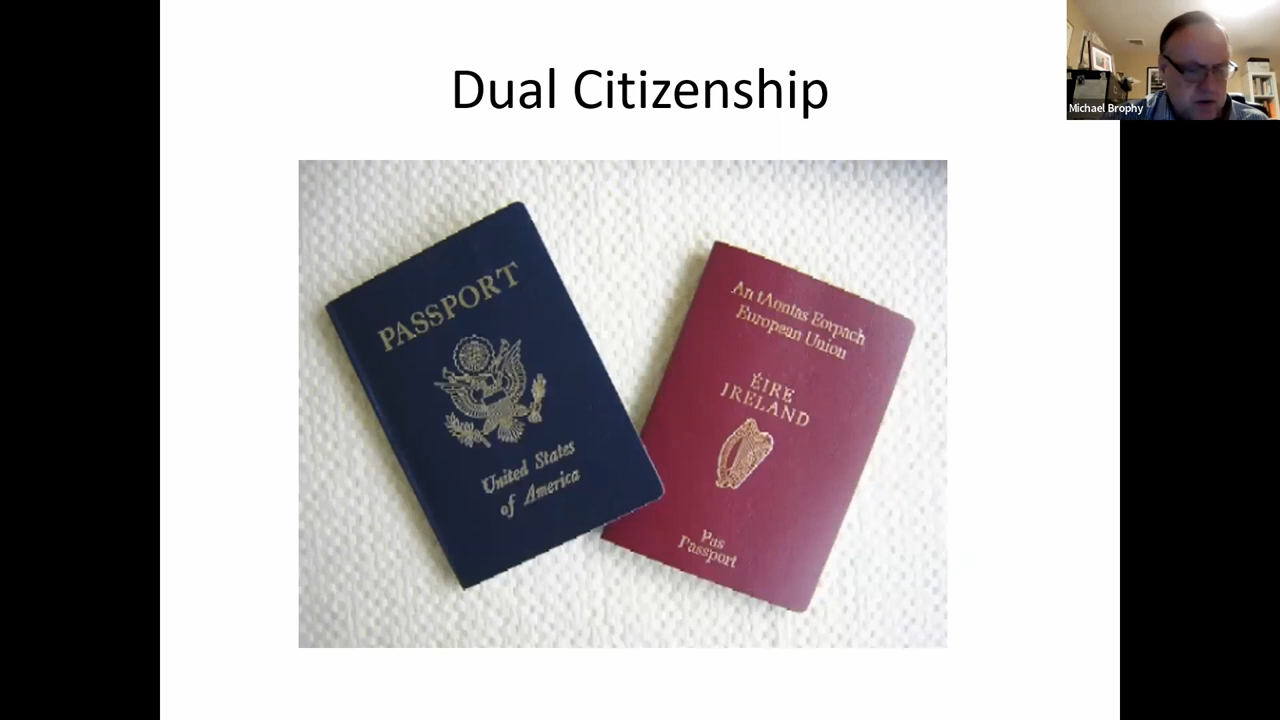 Dual Citizenship
Michael Brophy
PASSPORT
United States
of America
An tAontas Eorpach
European Union
ÉIRE
IRELAND
Pas
Passport